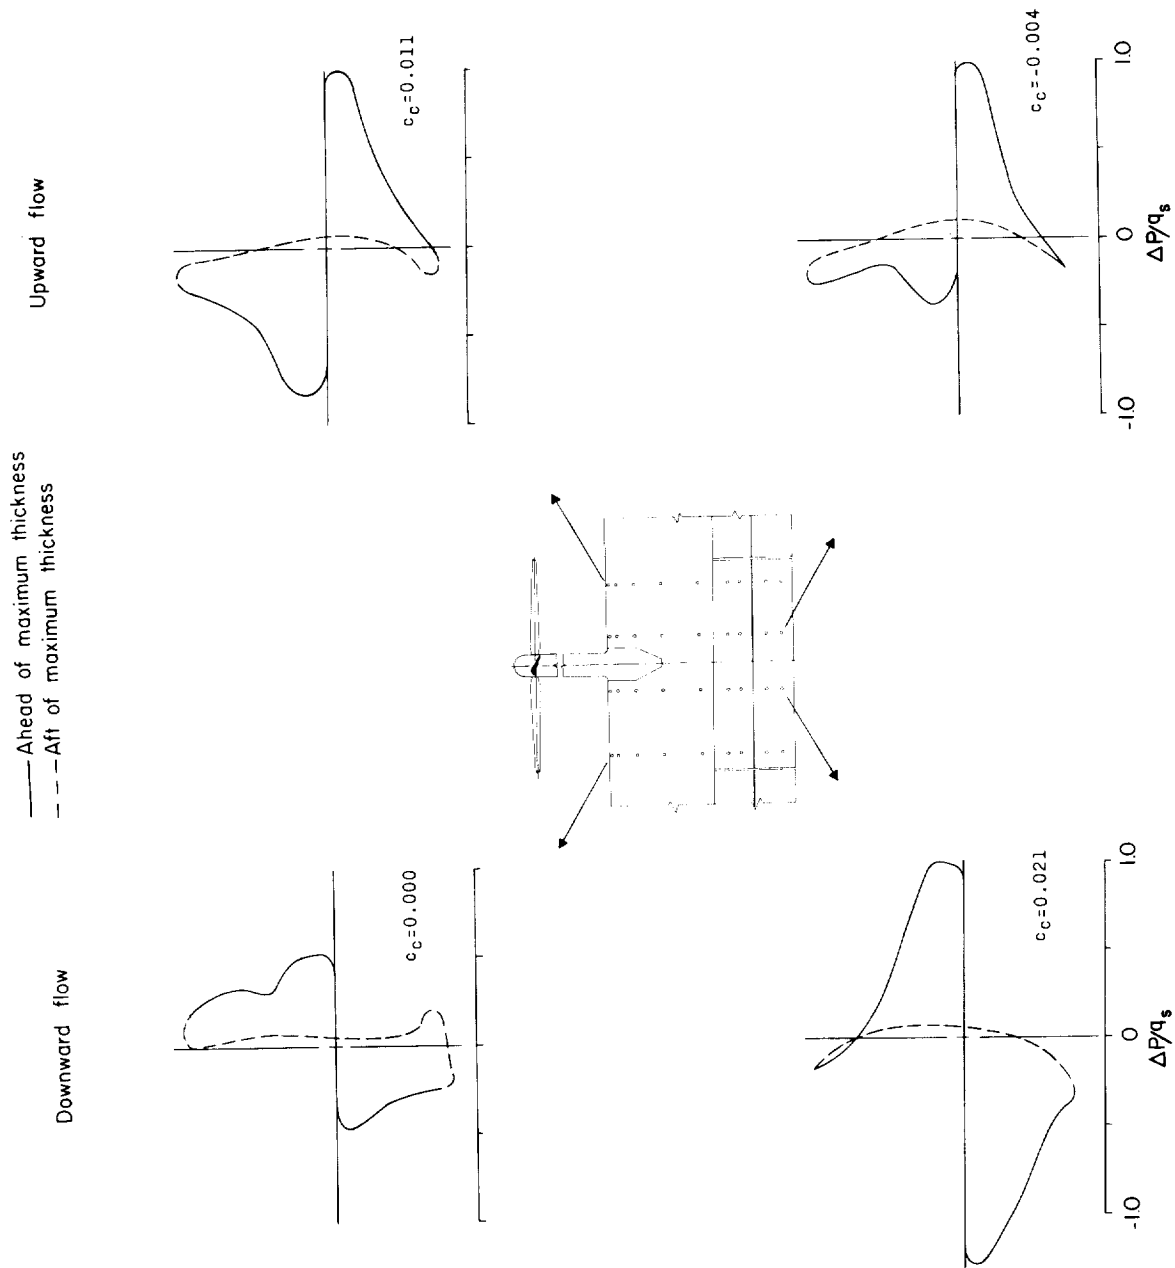 —— Ahead of maximum thickness
– – – Aft of maximum thickness
Downward flow
Upward flow
c_c=0.000
c_c=0.011
c_c=0.021
c_c=-0.004
-1.0
0
1.0
ΔP/q_s
-1.0
0
1.0
ΔP/q_s